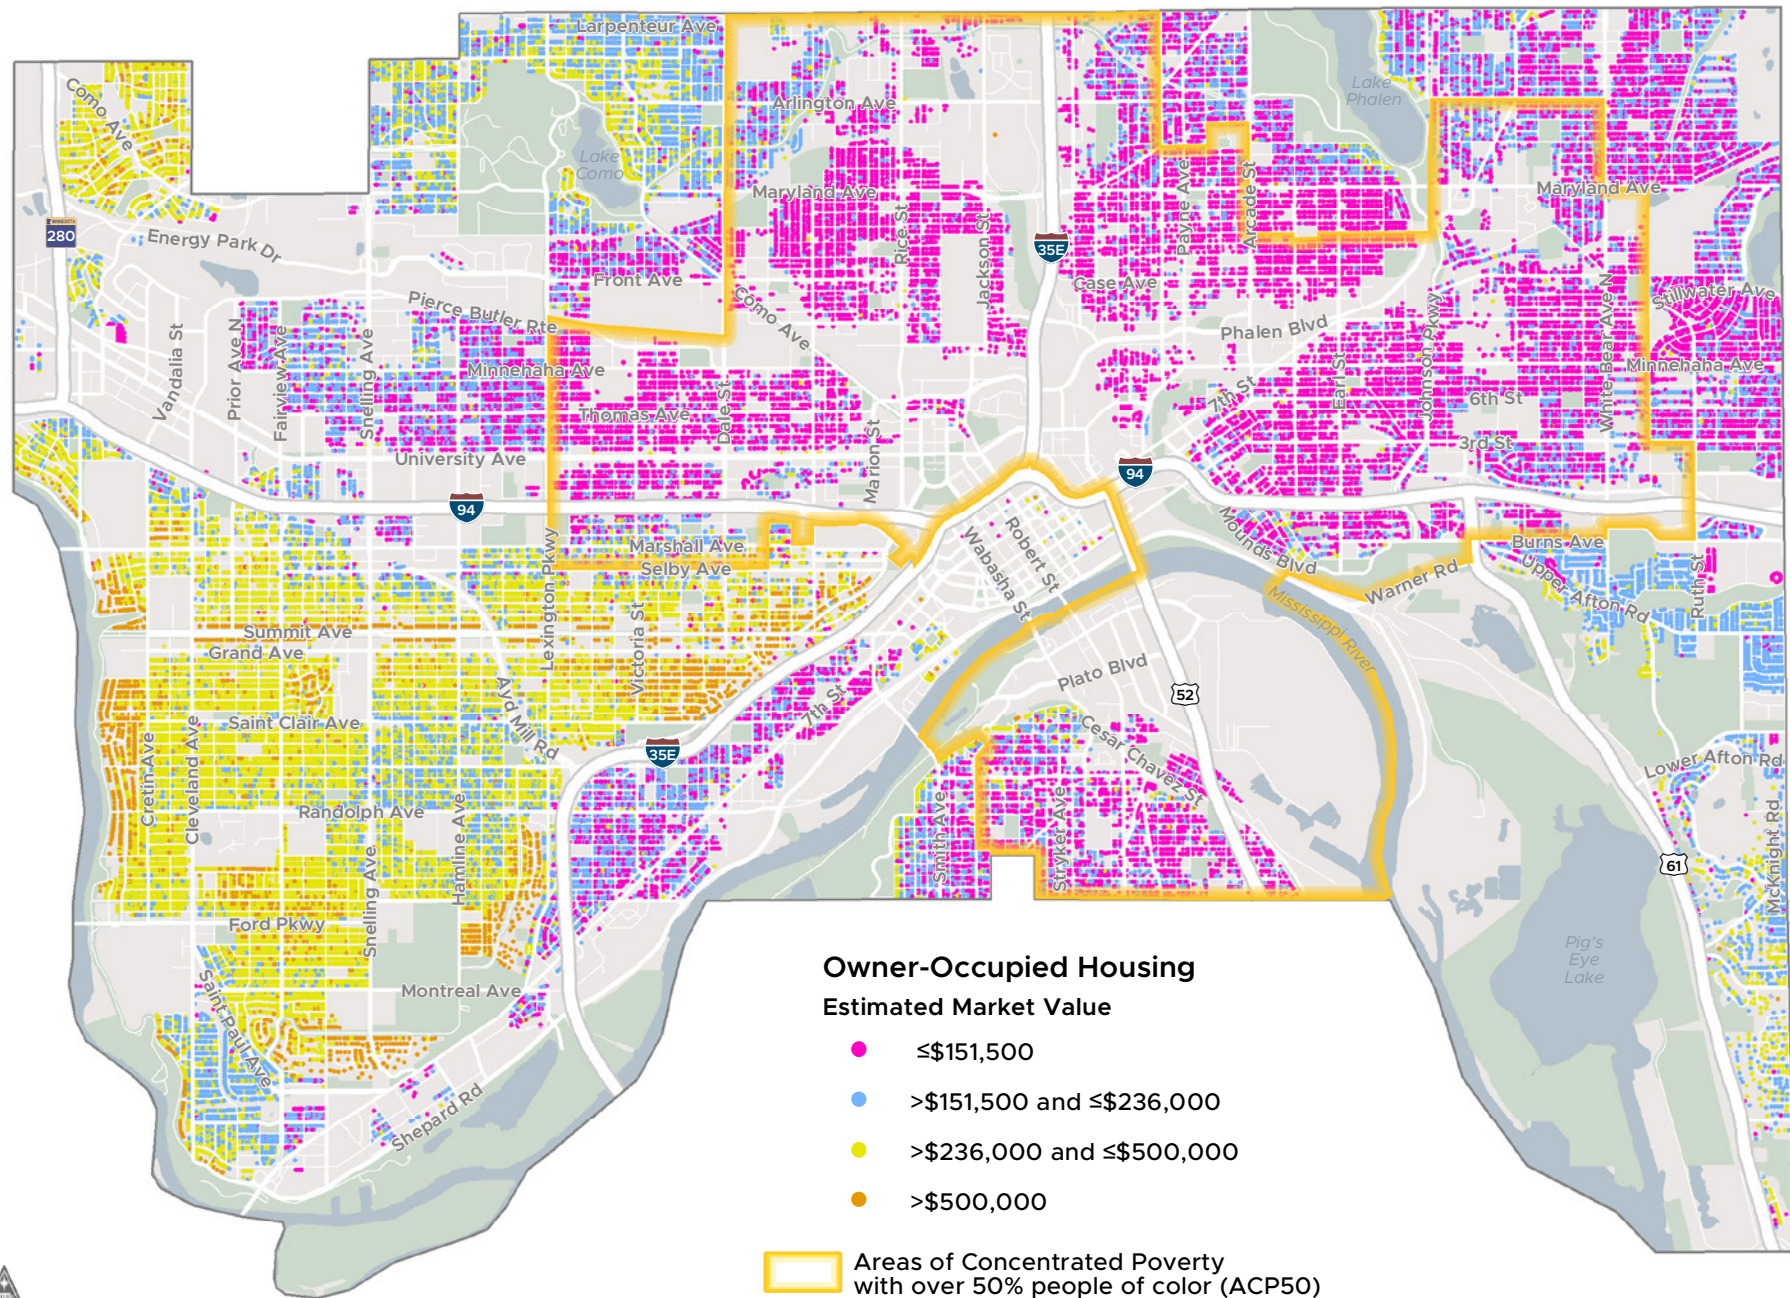 Larpenteur Ave
Como Ave
Lake
Phalen
Arlington Ave
Lake
Como
Maryland Ave
Maryland Ave
Payne Ave
Arcade St
Rice St
Jackson St
MINNESOTA
280
Energy Park Dr
35E
Front Ave
Case Ave
Pierce Butler Rte
Como Ave
Stillwater Ave
Phalen Blvd
Vandalia St
Prior Ave N
Fairview Ave
Snelling Ave
Minnehaha Ave
Minnehaha Ave
Earl St
Johnson Pkwy
White Bear Ave N
Dale St
7th St
6th St
Thomas Ave
Marion St
3rd St
University Ave
94
94
Lexington Pkwy
Marshall Ave
Selby Ave
Robert St
Wabasha St
Mounds Blvd
Burns Ave
Upper Afton Rd
Ruth St
Warner Rd
Mississippi River
Summit Ave
Grand Ave
Victoria St
Ayd Mill Rd
Plato Blvd
52
7th St
Saint Clair Ave
Cesar Chavez St
35E
Cretin Ave
Cleveland Ave
Lower Afton Rd
Randolph Ave
Hamline Ave
Snelling Ave
Smith Ave
Stryker Ave
McKnight Rd
61
Ford Pkwy
Pig's
Eye
Lake
Saint Paul Ave
Montreal Ave
Shepard Rd
Owner-Occupied Housing
Estimated Market Value
≤$151,500
>$151,500 and ≤$236,000
>$236,000 and ≤$500,000
>$500,000
Areas of Concentrated Poverty
with over 50% people of color (ACP50)